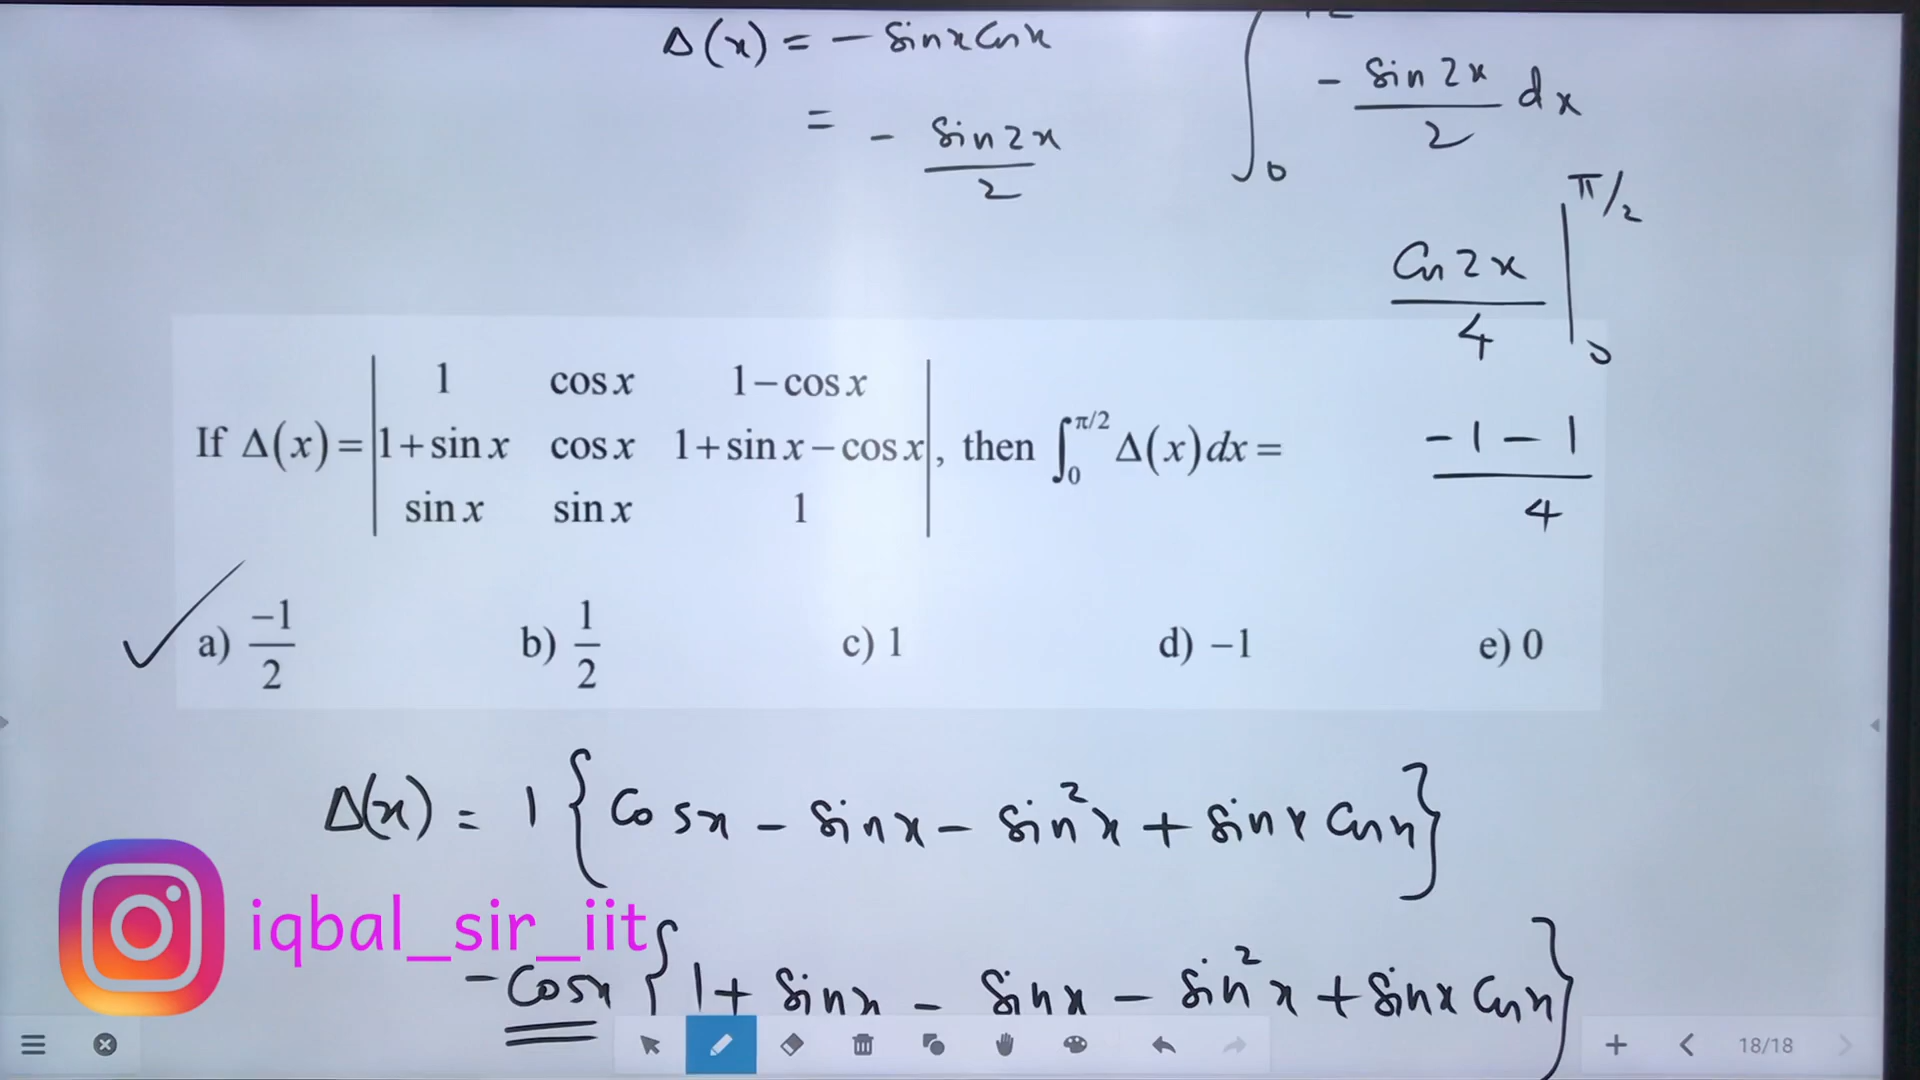 Δ(x) = - sinx cosx
= - sin2x / 2
∫₀ - sin2x / 2 dx
cos 2x / 4 |₀^π/2
-1 - 1 / 4
If Δ(x) = | 1 cos x 1 − cos x |
| 1 + sin x cos x 1 + sin x − cos x | , then ∫₀^π/2 Δ(x) dx =
| sin x sin x 1 |
✓ a) −1/2 b) 1/2 c) 1 d) −1 e) 0
Δ(x) = 1 { cosx - sinx - sin²x + sinx cosx }
iqbal_sir_iit
- cosx { 1 + sinx - sinx - sin²x + sinx cosx }
18/18